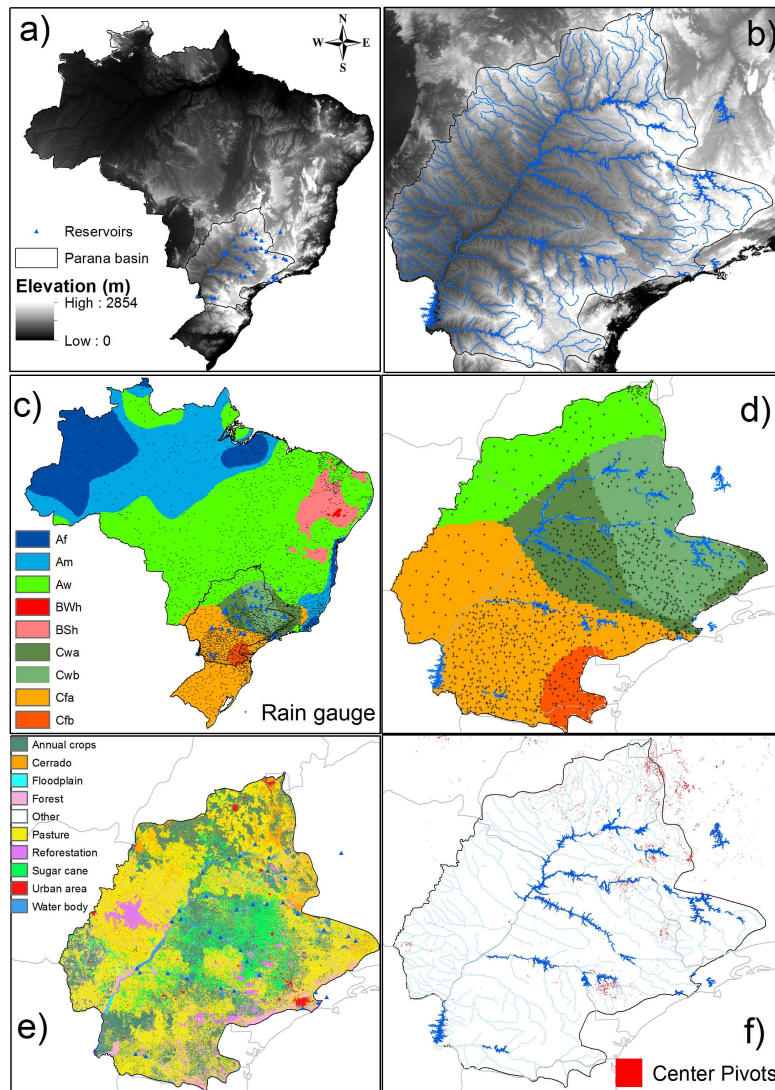 a)
N
W E
S
Reservoirs
Parana basin
Elevation (m)
High : 2854
Low : 0
b)
c)
Af
Am
Aw
BWh
BSh
Cwa
Cwb
Cfa
Cfb
Rain gauge
d)
Annual crops
Cerrado
Floodplain
Forest
Other
Pasture
Reforestation
Sugar cane
Urban area
Water body
e)
f)
Center Pivots